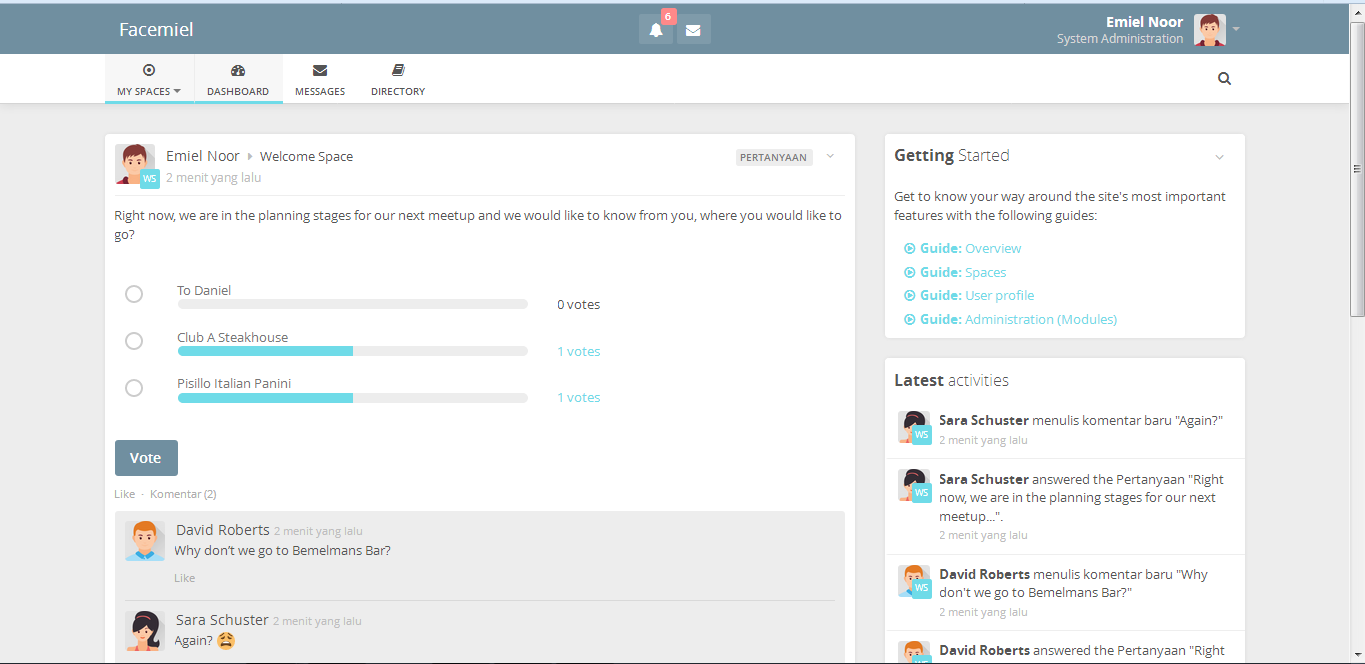 Facemiel
6
Emiel Noor
System Administration
MY SPACES
DASHBOARD
MESSAGES
DIRECTORY
Emiel Noor Welcome Space
WS
2 menit yang lalu
PERTANYAAN
Right now, we are in the planning stages for our next meetup and we would like to know from you, where you would like to
go?
To Daniel
0 votes
Club A Steakhouse
1 votes
Pisillo Italian Panini
1 votes
Vote
Like · Komentar (2)
David Roberts 2 menit yang lalu
Why don't we go to Bemelmans Bar?
Like
Sara Schuster 2 menit yang lalu
Again? 😩
Getting Started
Get to know your way around the site's most important
features with the following guides:
Guide: Overview
Guide: Spaces
Guide: User profile
Guide: Administration (Modules)
Latest activities
WS
Sara Schuster menulis komentar baru "Again?"
2 menit yang lalu
WS
Sara Schuster answered the Pertanyaan "Right
now, we are in the planning stages for our next
meetup...".
2 menit yang lalu
WS
David Roberts menulis komentar baru "Why
don't we go to Bemelmans Bar?"
2 menit yang lalu
WS
David Roberts answered the Pertanyaan "Right